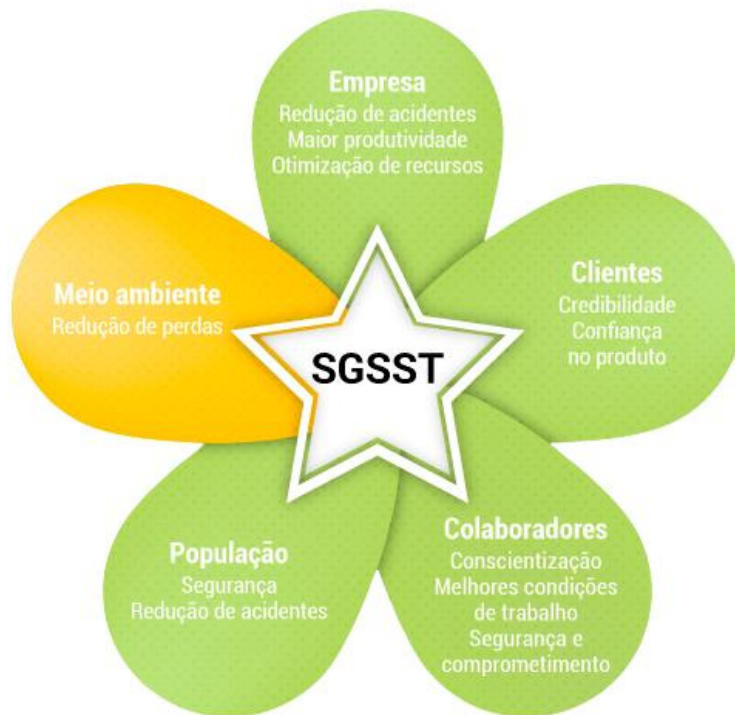 Empresa
Redução de acidentes
Maior produtividade
Otimização de recursos
Meio ambiente
Redução de perdas
Clientes
Credibilidade
Confiança
no produto
SGSST
População
Segurança
Redução de acidentes
Colaboradores
Conscientização
Melhores condições
de trabalho
Segurança e
comprometimento